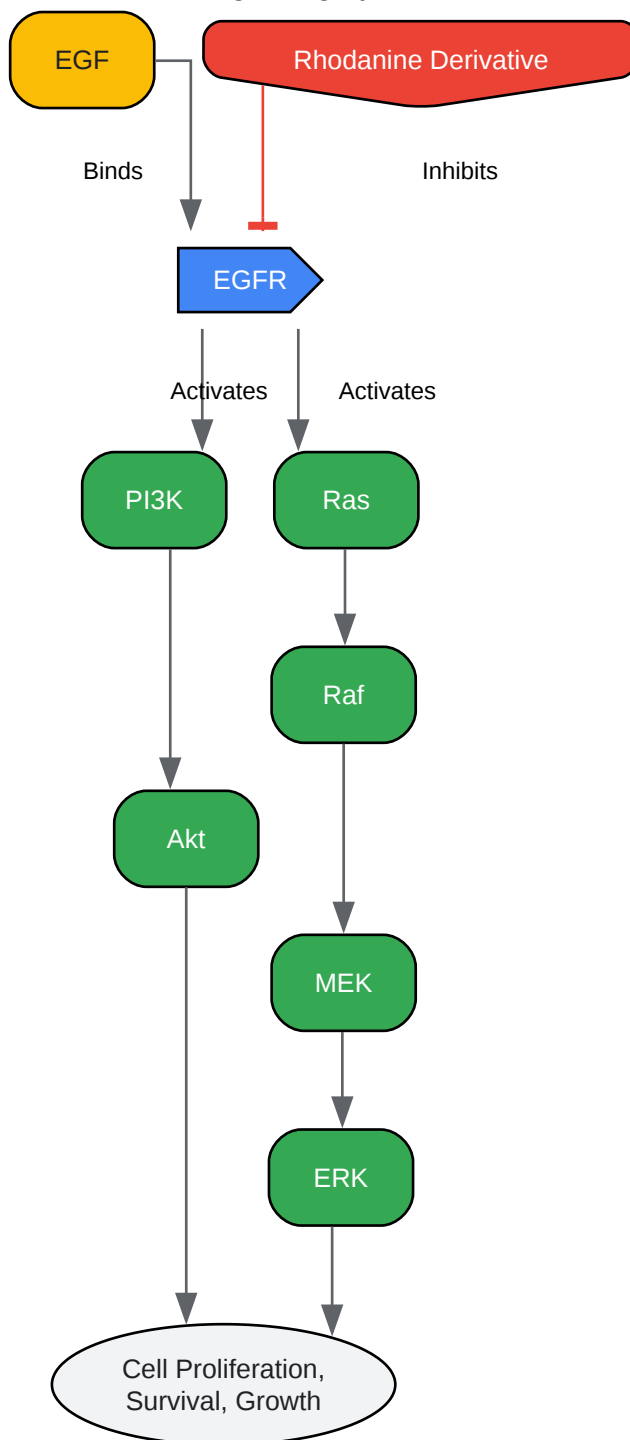 EGF
Rhodanine Derivative
Binds
Inhibits
EGFR
Activates
Activates
PI3K
Ras
Raf
Akt
MEK
ERK
Cell Proliferation,
Survival, Growth